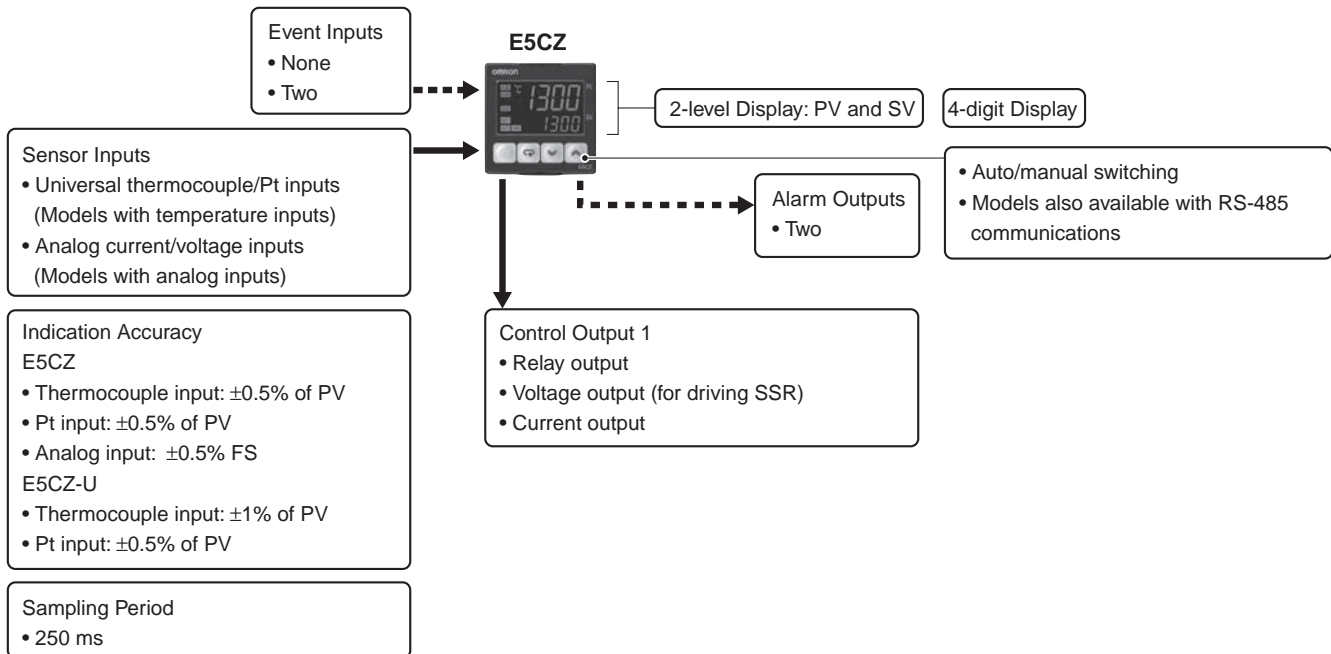 Event Inputs
• None
• Two
E5CZ
omron
°C
1300
PV
1300
SV
E5CZ
2-level Display: PV and SV
4-digit Display
Sensor Inputs
• Universal thermocouple/Pt inputs
(Models with temperature inputs)
• Analog current/voltage inputs
(Models with analog inputs)
• Auto/manual switching
• Models also available with RS-485
communications
Alarm Outputs
• Two
Indication Accuracy
E5CZ
• Thermocouple input: ±0.5% of PV
• Pt input: ±0.5% of PV
• Analog input: ±0.5% FS
E5CZ-U
• Thermocouple input: ±1% of PV
• Pt input: ±0.5% of PV
Control Output 1
• Relay output
• Voltage output (for driving SSR)
• Current output
Sampling Period
• 250 ms